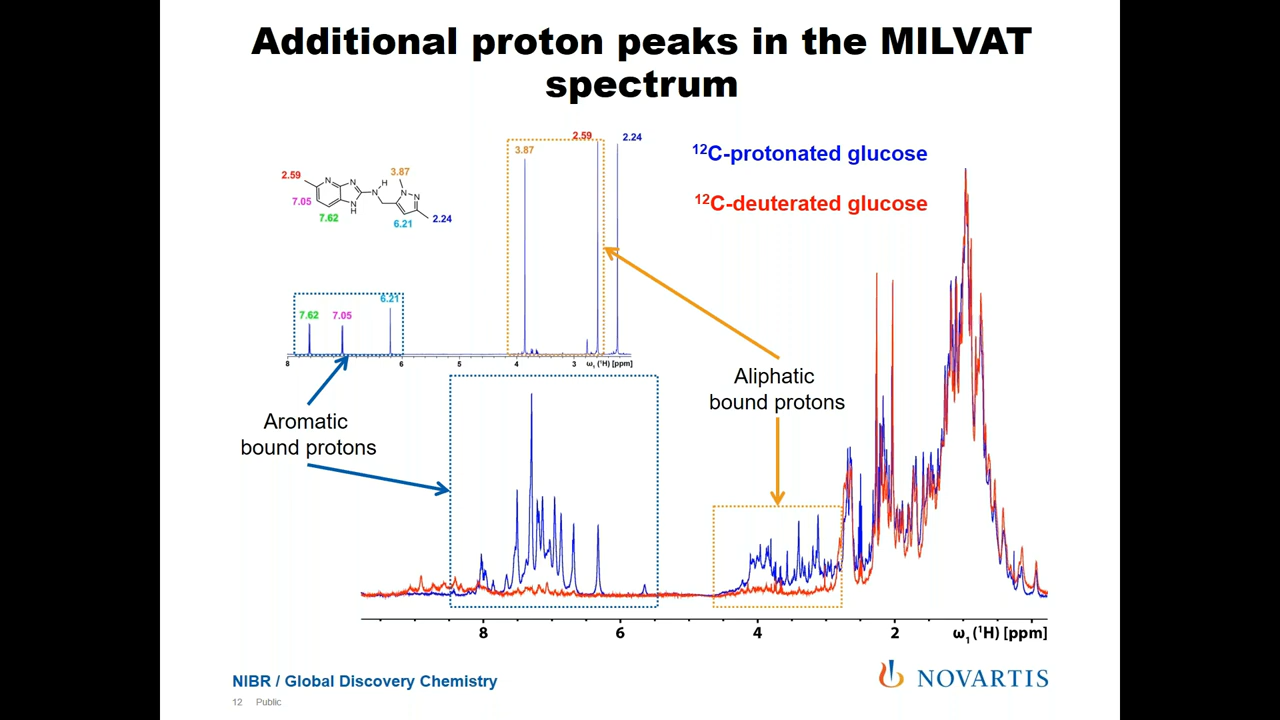 Additional proton peaks in the MILVAT
spectrum
2.59
2.24
3.87
¹²C-protonated glucose
¹²C-deuterated glucose
2.59
3.87
7.05
7.62
6.21
2.24
N
N
N
H
N
H
N
N
6.21
7.62
7.05
8
6
5
4
3
ω₁ (¹H) [ppm]
Aliphatic
bound protons
Aromatic
bound protons
8
6
4
2
ω₁ (¹H) [ppm]
NIBR / Global Discovery Chemistry
12 Public
NOVARTIS